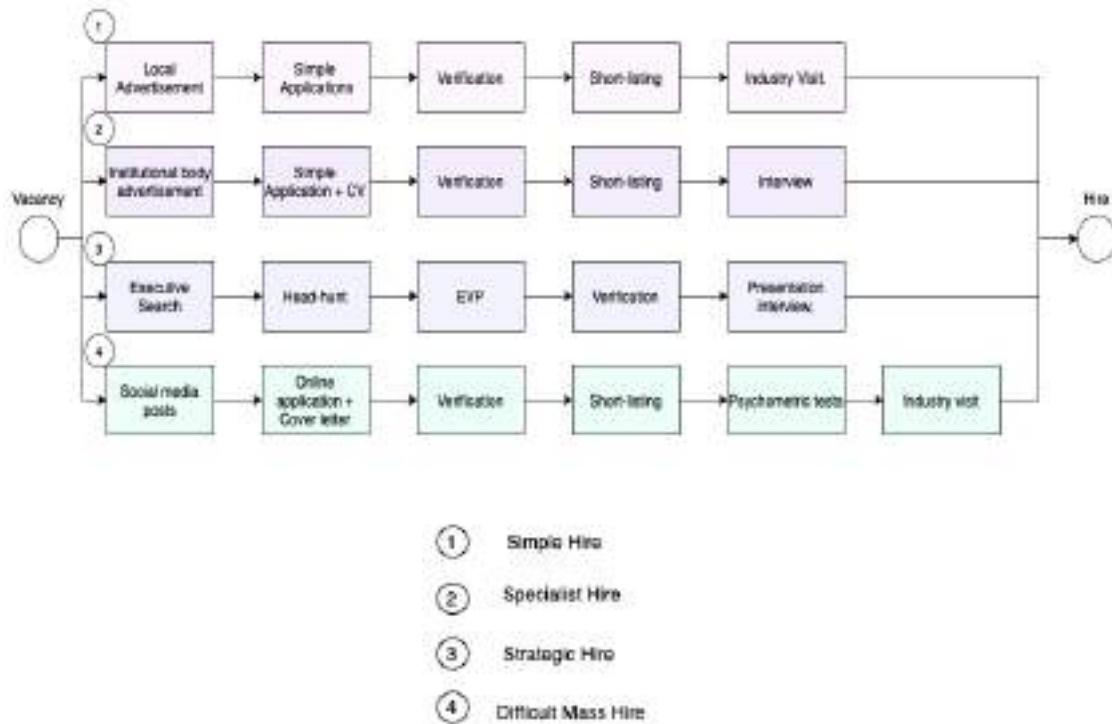 1
Local
Advertisement
Simple
Applications
Verification
Short-listing
Industry Visit
2
Institutional body
advertisement
Simple
Application + CV
Verification
Short-listing
Interview
Vacancy
Hire
3
Executive
Search
Head-hunt
EVP
Verification
Presentation
interview,
4
Social media
posts
Online
application +
Cover letter
Verification
Short-listing
Psychometric tests
Industry visit
1 Simple Hire
2 Specialist Hire
3 Strategic Hire
4 Difficult Mass Hire